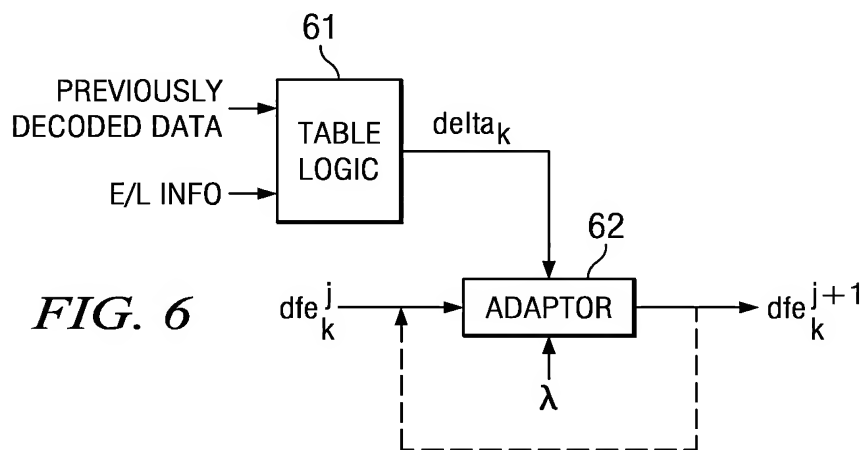 61
PREVIOUSLY
DECODED DATA
E/L INFO
TABLE
LOGIC
delta_k
62
FIG. 6
dfe_k^j
ADAPTOR
dfe_k^{j+1}
λ